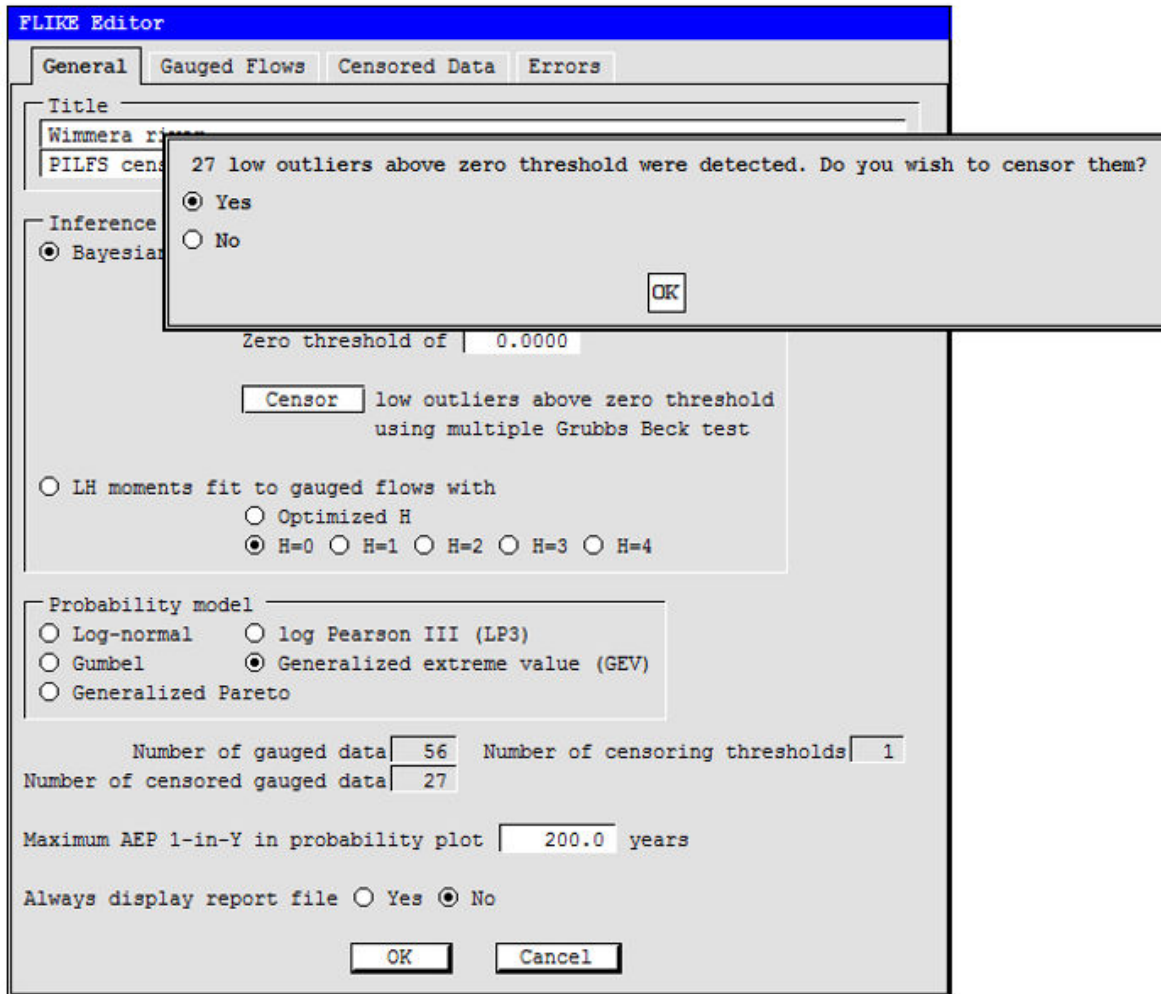 FLIKE Editor
General Gauged Flows Censored Data Errors
Title
Wimmera river
PILFS cens
27 low outliers above zero threshold were detected. Do you wish to censor them?
Yes
No
OK
Inference
Bayesian
Zero threshold of 0.0000
Censor low outliers above zero threshold
using multiple Grubbs Beck test
LH moments fit to gauged flows with
Optimized H
H=0 H=1 H=2 H=3 H=4
Probability model
Log-normal log Pearson III (LP3)
Gumbel Generalized extreme value (GEV)
Generalized Pareto
Number of gauged data 56 Number of censoring thresholds 1
Number of censored gauged data 27
Maximum AEP 1-in-Y in probability plot 200.0 years
Always display report file Yes No
OK Cancel